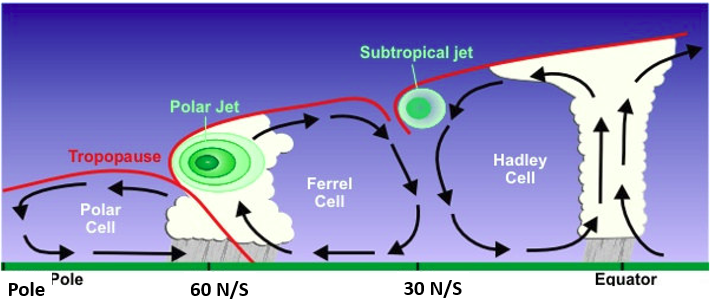 Subtropical jet
Polar Jet
Tropopause
Hadley
Cell
Ferrel
Cell
Polar
Cell
Pole Pole 60 N/S 30 N/S Equator